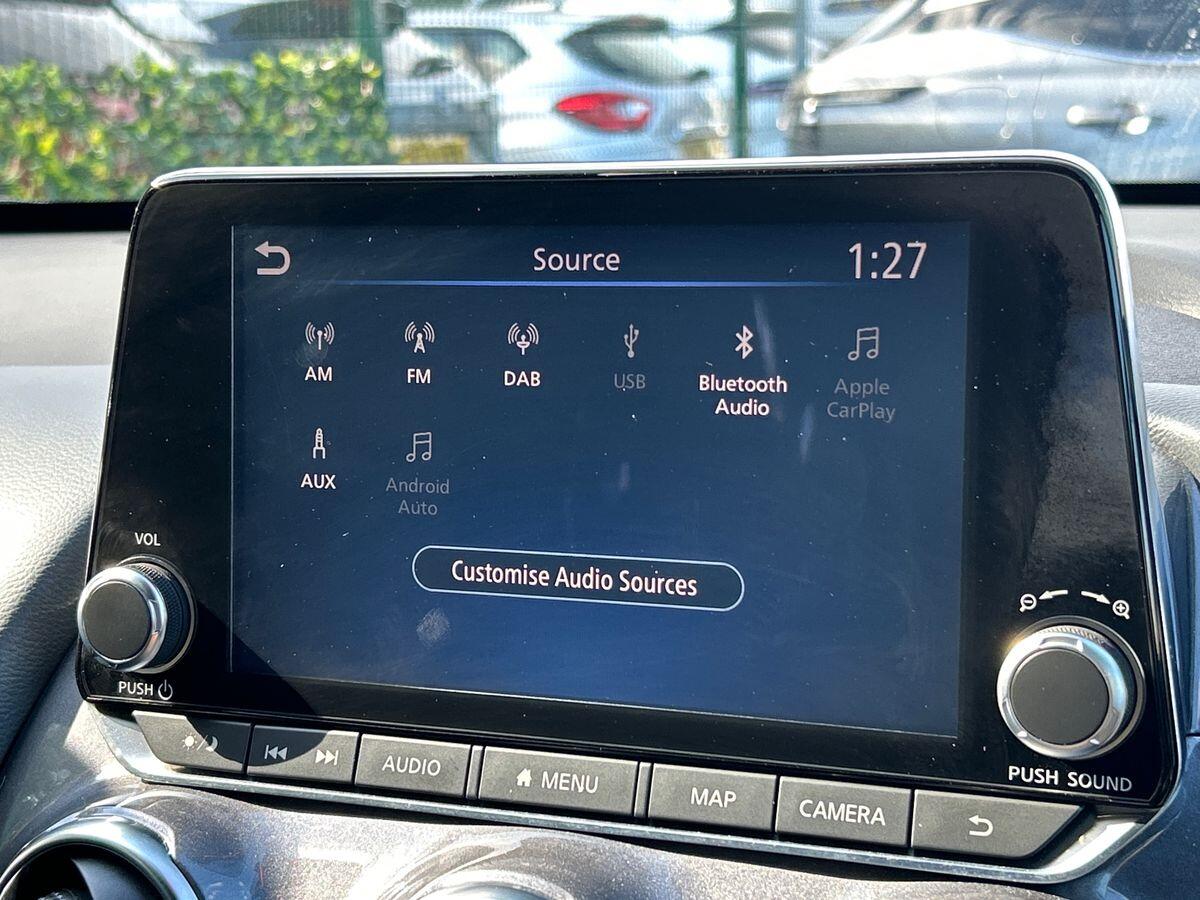 Source
1:27
AM
FM
DAB
USB
Bluetooth
Audio
Apple
CarPlay
AUX
Android
Auto
Customise Audio Sources
VOL
PUSH
PUSH SOUND
AUDIO
MENU
MAP
CAMERA